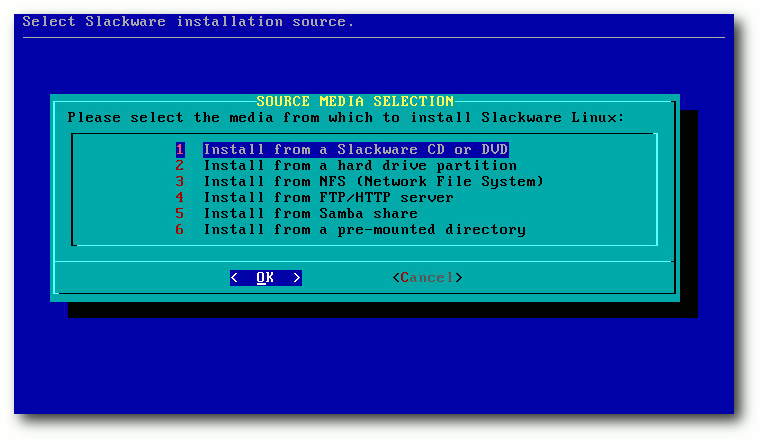 Select Slackware installation source.
SOURCE MEDIA SELECTION
Please select the media from which to install Slackware Linux:
1 Install from a Slackware CD or DVD
2 Install from a hard drive partition
3 Install from NFS (Network File System)
4 Install from FTP/HTTP server
5 Install from Samba share
6 Install from a pre-mounted directory
< OK > <Cancel>